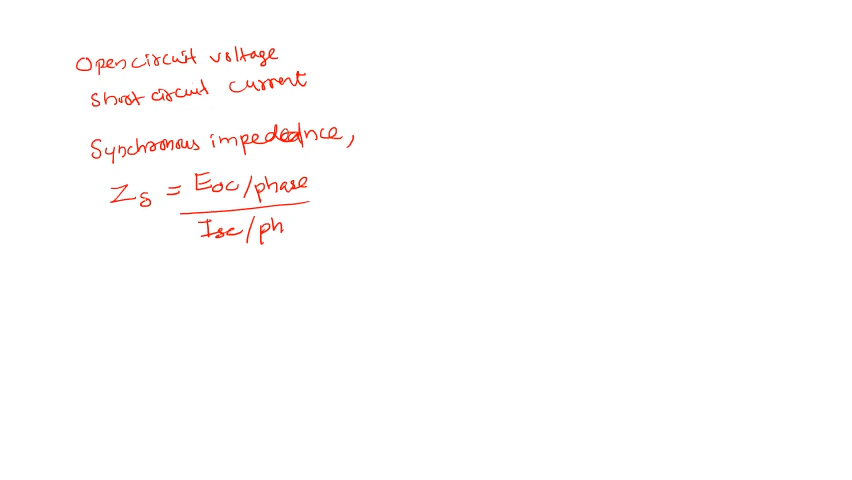 Open circuit voltage
Short circuit current
Synchronous impedance,
Zs = Eoc/phase
Isc/ph